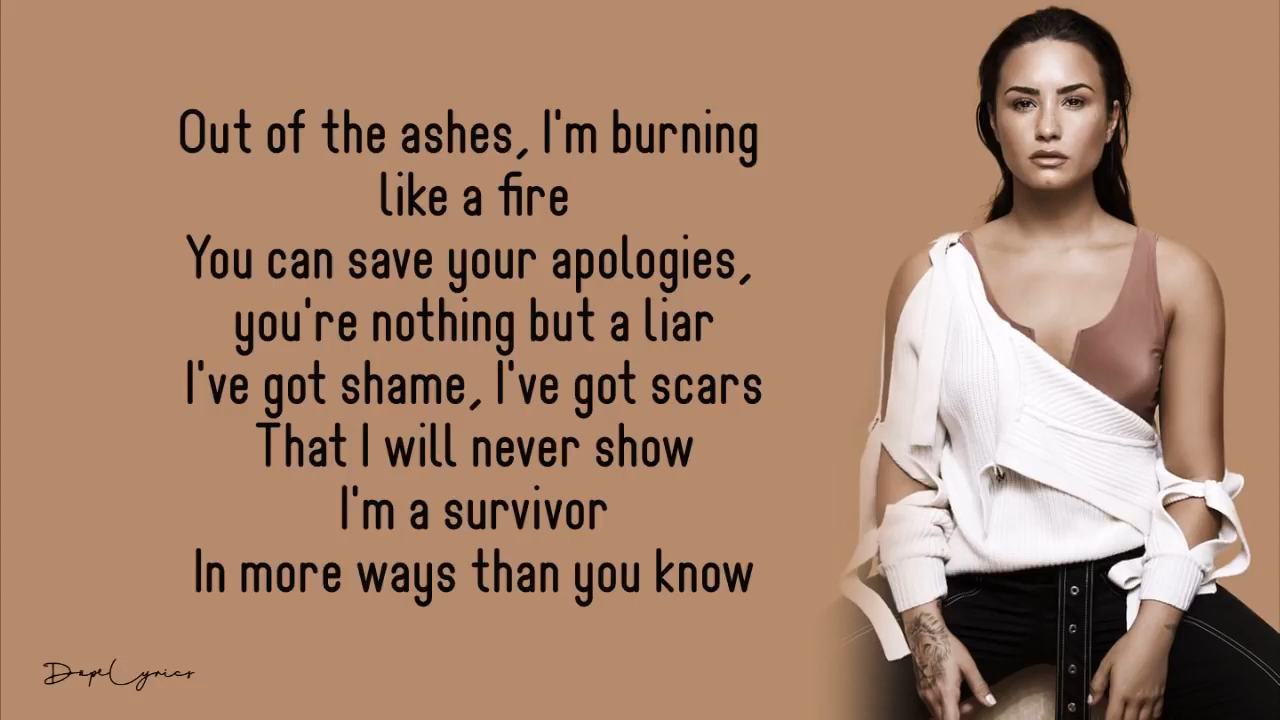 Out of the ashes, I'm burning
like a fire
You can save your apologies,
you're nothing but a liar
I've got shame, I've got scars
That I will never show
I'm a survivor
In more ways than you know
DopeLyrics